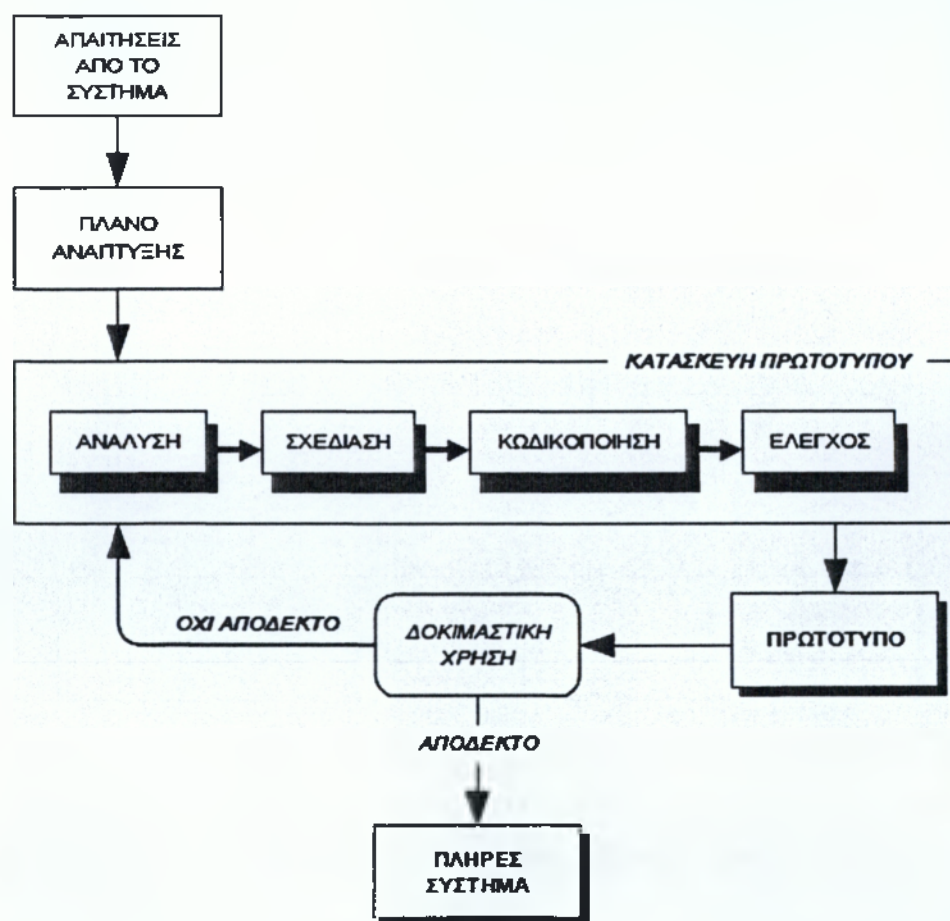 ΑΠΑΙΤΗΣΕΙΣ
ΑΠΟ ΤΟ
ΣΥΣΤΗΜΑ
ΠΛΑΝΟ
ΑΝΑΠΤΥΞΗΣ
ΚΑΤΑΣΚΕΥΗ ΠΡΩΤΟΤΥΠΟΥ
ΑΝΑΛΥΣΗ
ΣΧΕΔΙΑΣΗ
ΚΩΔΙΚΟΠΟΙΗΣΗ
ΕΛΕΓΧΟΣ
ΟΧΙ ΑΠΟΔΕΚΤΟ
ΔΟΚΙΜΑΣΤΙΚΗ
ΧΡΗΣΗ
ΠΡΩΤΟΤΥΠΟ
ΑΠΟΔΕΚΤΟ
ΠΛΗΡΕΣ
ΣΥΣΤΗΜΑ